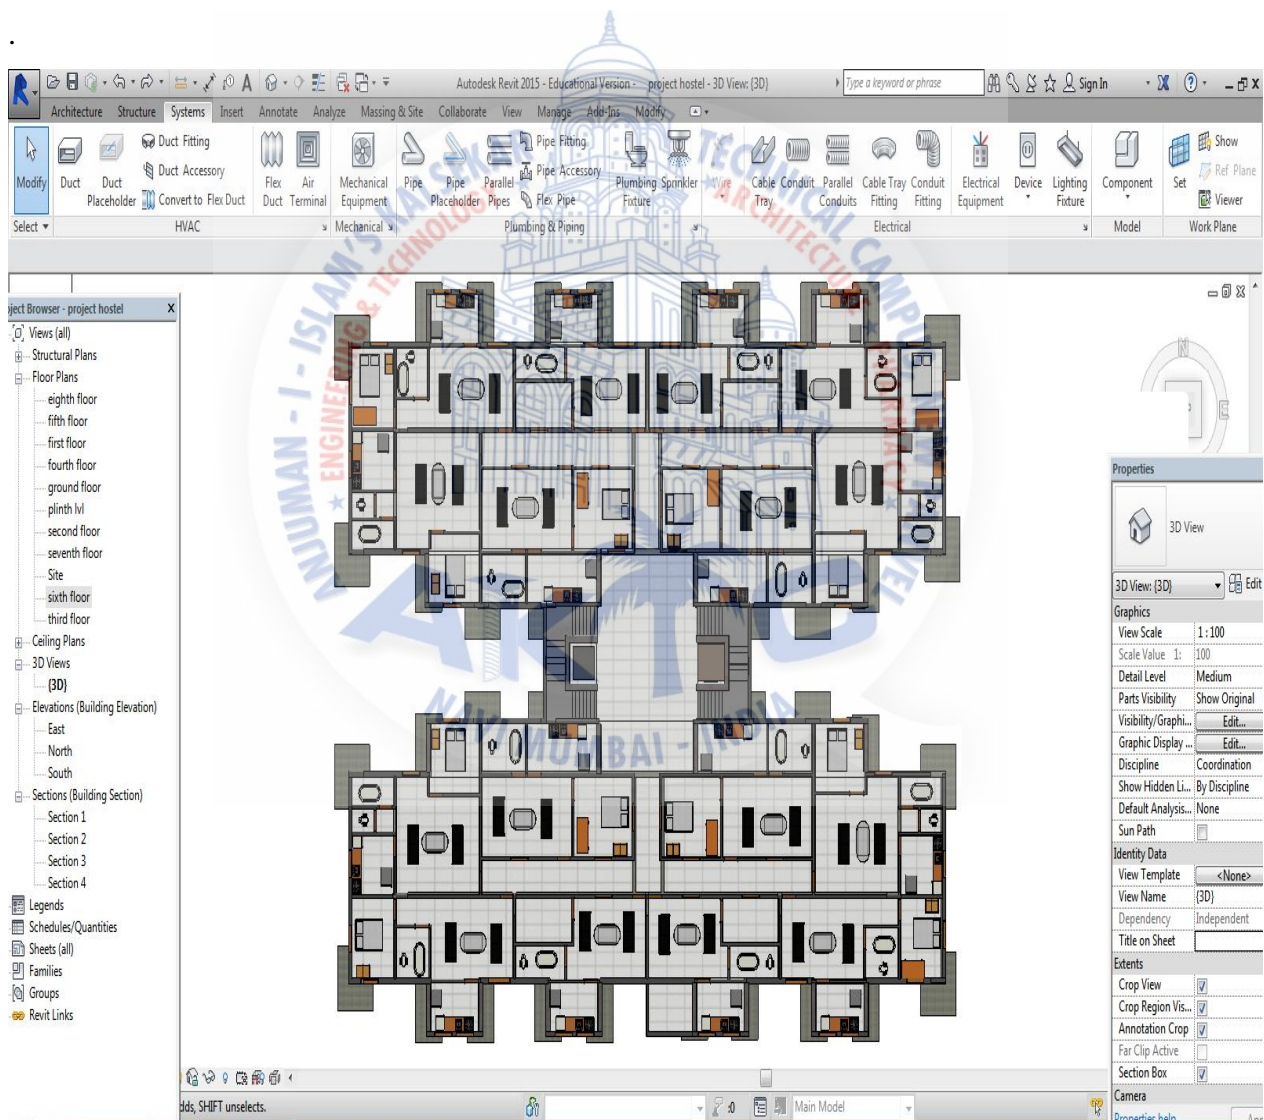 .
Autodesk Revit 2015 - Educational Version - project hostel - 3D View: {3D}
Type a keyword or phrase
Sign In
Architecture Structure Systems Insert Annotate Analyze Massing & Site Collaborate View Manage Add-Ins Modify
Modify
Duct
Duct Placeholder
Duct Fitting
Duct Accessory
Convert to Flex Duct
Flex Duct
Air Terminal
Mechanical Equipment
Pipe
Pipe Placeholder
Parallel Pipes
Pipe Fitting
Pipe Accessory
Flex Pipe
Plumbing Fixture
Sprinkler
Wire
Cable Tray
Conduit
Parallel Conduits
Cable Tray Fitting
Conduit Fitting
Electrical Equipment
Device
Lighting Fixture
Component
Set
Show
Ref Plane
Viewer
Select HVAC Mechanical Plumbing & Piping Electrical Model Work Plane
oject Browser - project hostel X
Views (all)
Structural Plans
Floor Plans
eighth floor
fifth floor
first floor
fourth floor
ground floor
plinth lvl
second floor
seventh floor
Site
sixth floor
third floor
Ceiling Plans
3D Views
{3D}
Elevations (Building Elevation)
East
North
South
Sections (Building Section)
Section 1
Section 2
Section 3
Section 4
Legends
Schedules/Quantities
Sheets (all)
Families
Groups
Revit Links
ANJUMAN - I - ISLAM'S KALSEKAR TECHNICAL CAMPUS NEW PANVEL
ENGINEERING & TECHNOLOGY ARCHITECTURE PHARMACY
AKTC
NAVI MUMBAI - INDIA
N
E
Properties
3D View
3D View: {3D} Edit
Graphics
View Scale 1 : 100
Scale Value 1: 100
Detail Level Medium
Parts Visibility Show Original
Visibility/Graphi... Edit...
Graphic Display ... Edit...
Discipline Coordination
Show Hidden Li... By Discipline
Default Analysis... None
Sun Path
Identity Data
View Template <None>
View Name {3D}
Dependency Independent
Title on Sheet
Extents
Crop View
Crop Region Vis...
Annotation Crop
Far Clip Active
Section Box
Camera
Properties help App
dds, SHIFT unselects.
:0
Main Model